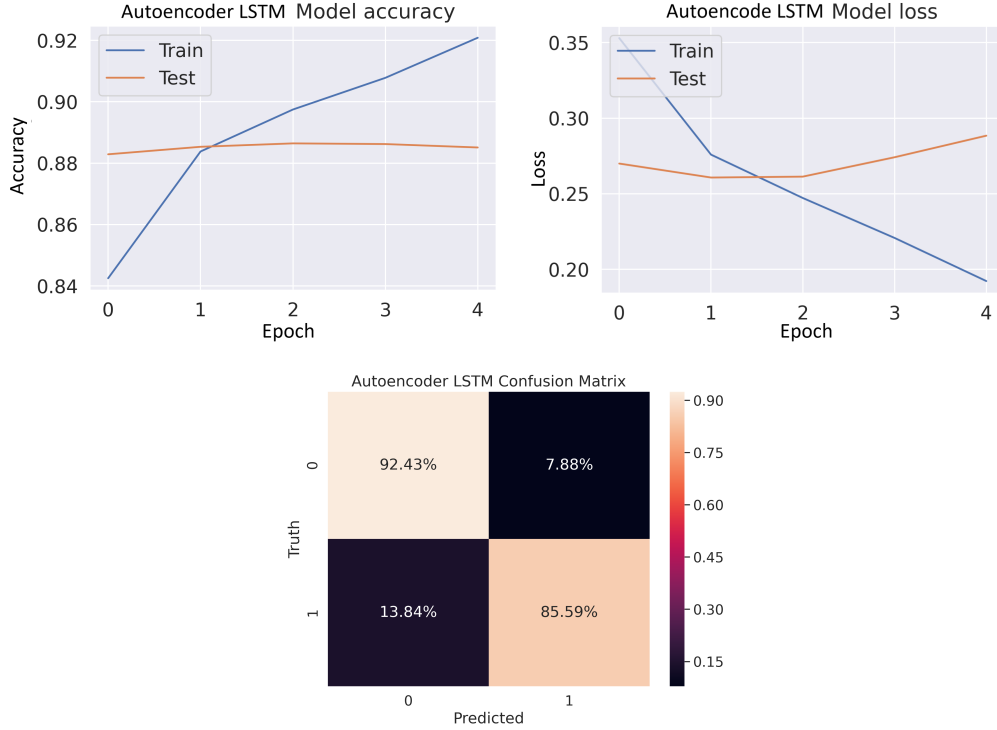 Autoencoder LSTM Model accuracy
0.92
0.90
0.88
0.86
0.84
Accuracy
Train
Test
0 1 2 3 4
Epoch
Autoencode LSTM Model loss
0.35
0.30
0.25
0.20
Loss
Train
Test
0 1 2 3 4
Epoch
Autoencoder LSTM Confusion Matrix
Truth
0
92.43% 7.88%
1
13.84% 85.59%
0 1
Predicted
0.90
0.75
0.60
0.45
0.30
0.15